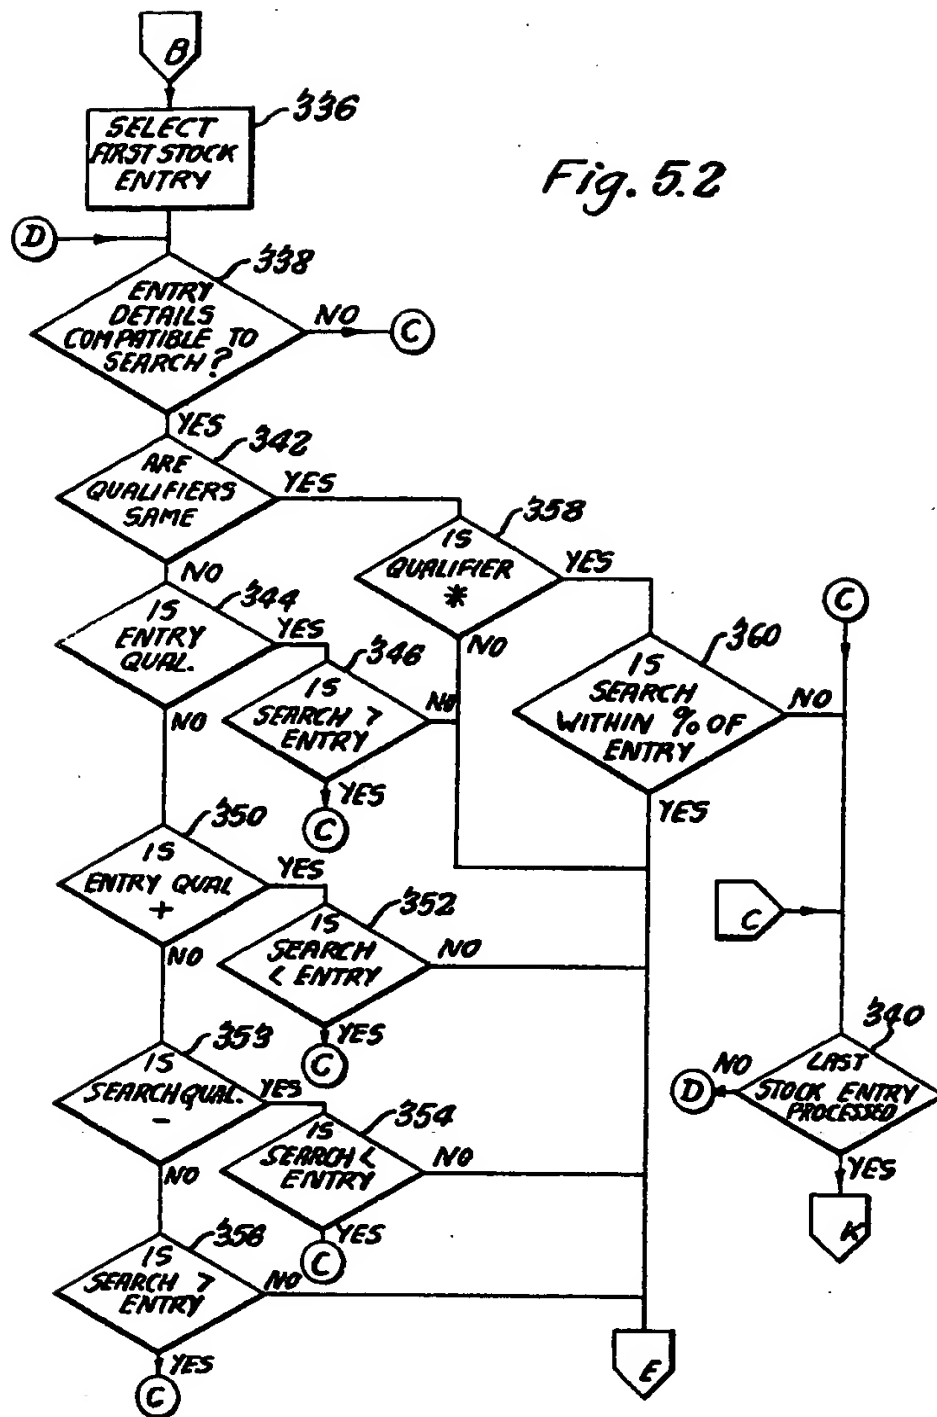 B
336
SELECT
FIRST STOCK
ENTRY
Fig. 5.2
D
338
ENTRY
DETAILS
COMPATIBLE TO
SEARCH?
NO
C
YES
342
ARE
QUALIFIERS
SAME
YES
358
IS
QUALIFIER
*
YES
NO
NO
344
IS
ENTRY
QUAL.
YES
346
IS
SEARCH >
ENTRY
NO
YES
C
NO
360
IS
SEARCH
WITHIN % OF
ENTRY
NO
YES
C
350
IS
ENTRY QUAL
+
YES
352
IS
SEARCH
< ENTRY
NO
YES
C
NO
C
340
LAST
STOCK ENTRY
PROCESSED
NO
D
YES
K
353
IS
SEARCH QUAL.
-
YES
354
IS
SEARCH <
ENTRY
NO
YES
C
NO
356
IS
SEARCH >
ENTRY
NO
YES
C
E